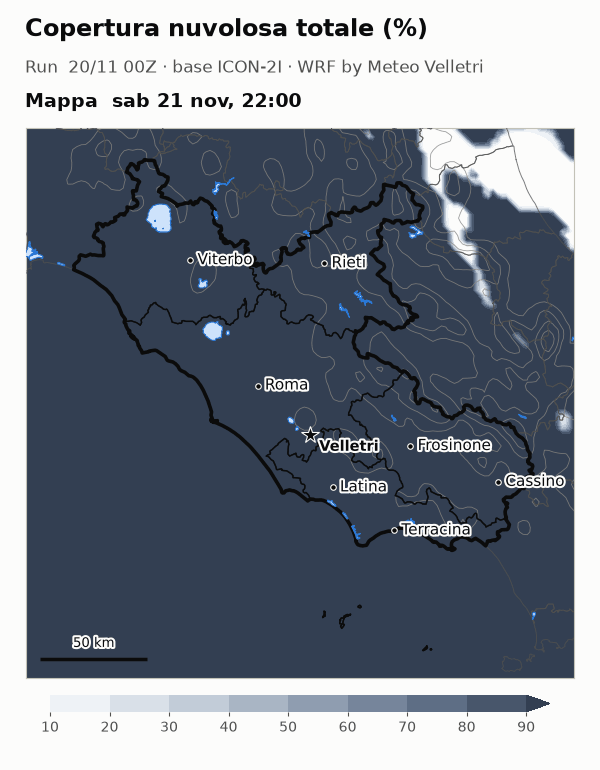 Copertura nuvolosa totale (%)
Run  20/11 00Z · base ICON-2I · WRF by Meteo Velletri
Mappa  sab 21 nov, 22:00
Viterbo
Rieti
Roma
Velletri
Frosinone
Cassino
Latina
Terracina
50 km
10 20 30 40 50 60 70 80 90